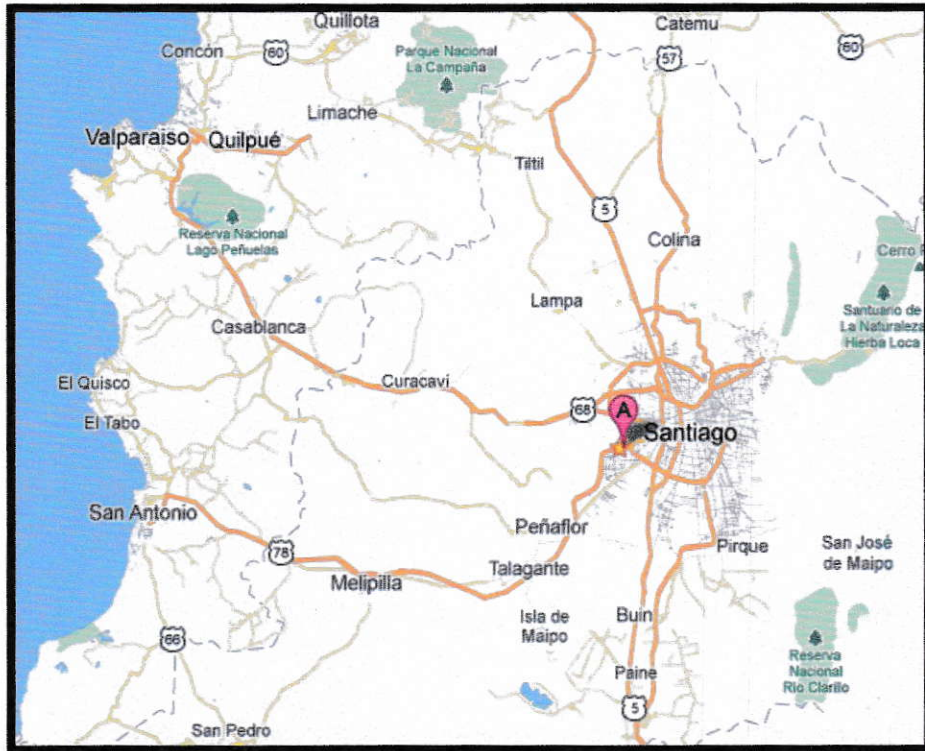 Quillota
Catemu
Concón
60
Parque Nacional
La Campaña
57
60
Limache
Valparaiso
Quilpué
Tiltil
5
Reserva Nacional
Lago Peñuelas
Colina
Cerro
Lampa
Santuario de
La Naturaleza
Hierba Loca
Casablanca
El Quisco
Curacaví
68
A
El Tabo
Santiago
San Antonio
Peñaflor
78
Pirque
San José
de Maipo
Melipilla
Talagante
Isla de
Maipo
Buin
66
Reserva
Nacional
Río Clarillo
Paine
5
San Pedro